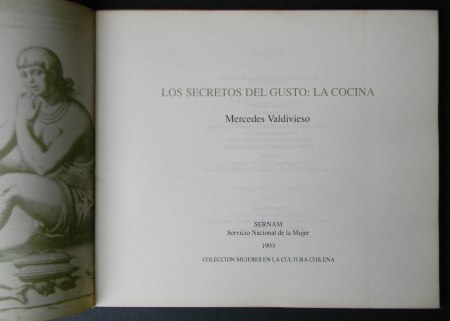 LOS SECRETOS DEL GUSTO: LA COCINA
Mercedes Valdivieso
SERNAM
Servicio Nacional de la Mujer
1993
COLECCION MUJERES EN LA CULTURA CHILENA